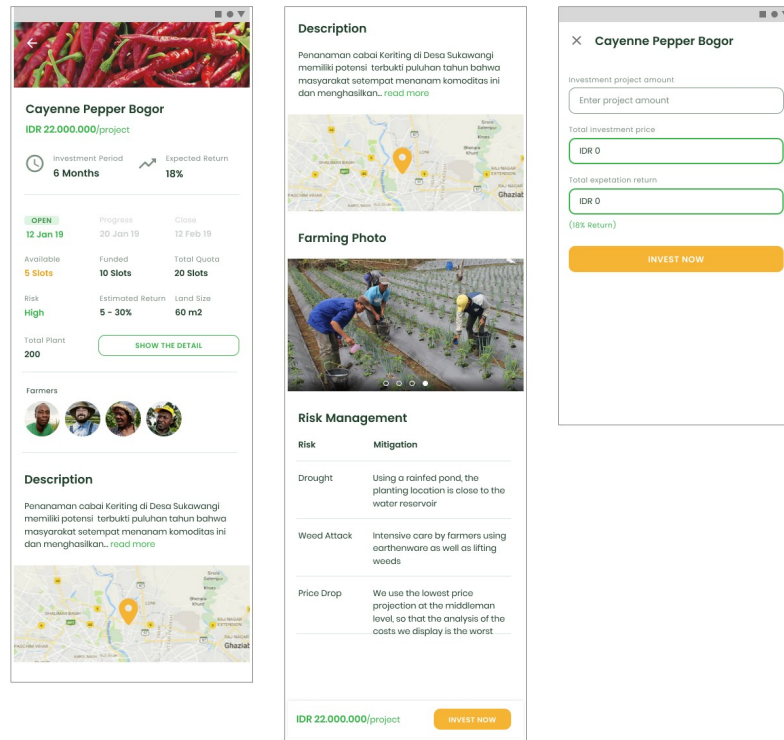 Cayenne Pepper Bogor
IDR 22.000.000/project
Investment Period
6 Months
Expected Return
18%
OPEN
12 Jan 19
Progress
20 Jan 19
Close
12 Feb 19
Available
5 Slots
Funded
10 Slots
Total Quota
20 Slots
Risk
High
Estimated Return
5 - 30%
Land Size
60 m2
Total Plant
200
SHOW THE DETAIL
Farmers
Description
Penanaman cabai Keriting di Desa Sukawangi
memiliki potensi terbukti puluhan tahun bahwa
masyarakat setempat menanam komoditas ini
dan menghasilkan... read more
LONI
Ghaziab
Description
Penanaman cabai Keriting di Desa Sukawangi
memiliki potensi terbukti puluhan tahun bahwa
masyarakat setempat menanam komoditas ini
dan menghasilkan... read more
LONI
Ghaziab
Farming Photo
Risk Management
Risk
Mitigation
Drought
Using a rainfed pond, the
planting location is close to the
water reservoir
Weed Attack
Intensive care by farmers using
earthenware as well as lifting
weeds
Price Drop
We use the lowest price
projection at the middleman
level, so that the analysis of the
costs we display is the worst
IDR 22.000.000/project
INVEST NOW
Cayenne Pepper Bogor
Investment project amount
Enter project amount
Total investment price
IDR 0
Total expetation return
IDR 0
(18% Return)
INVEST NOW